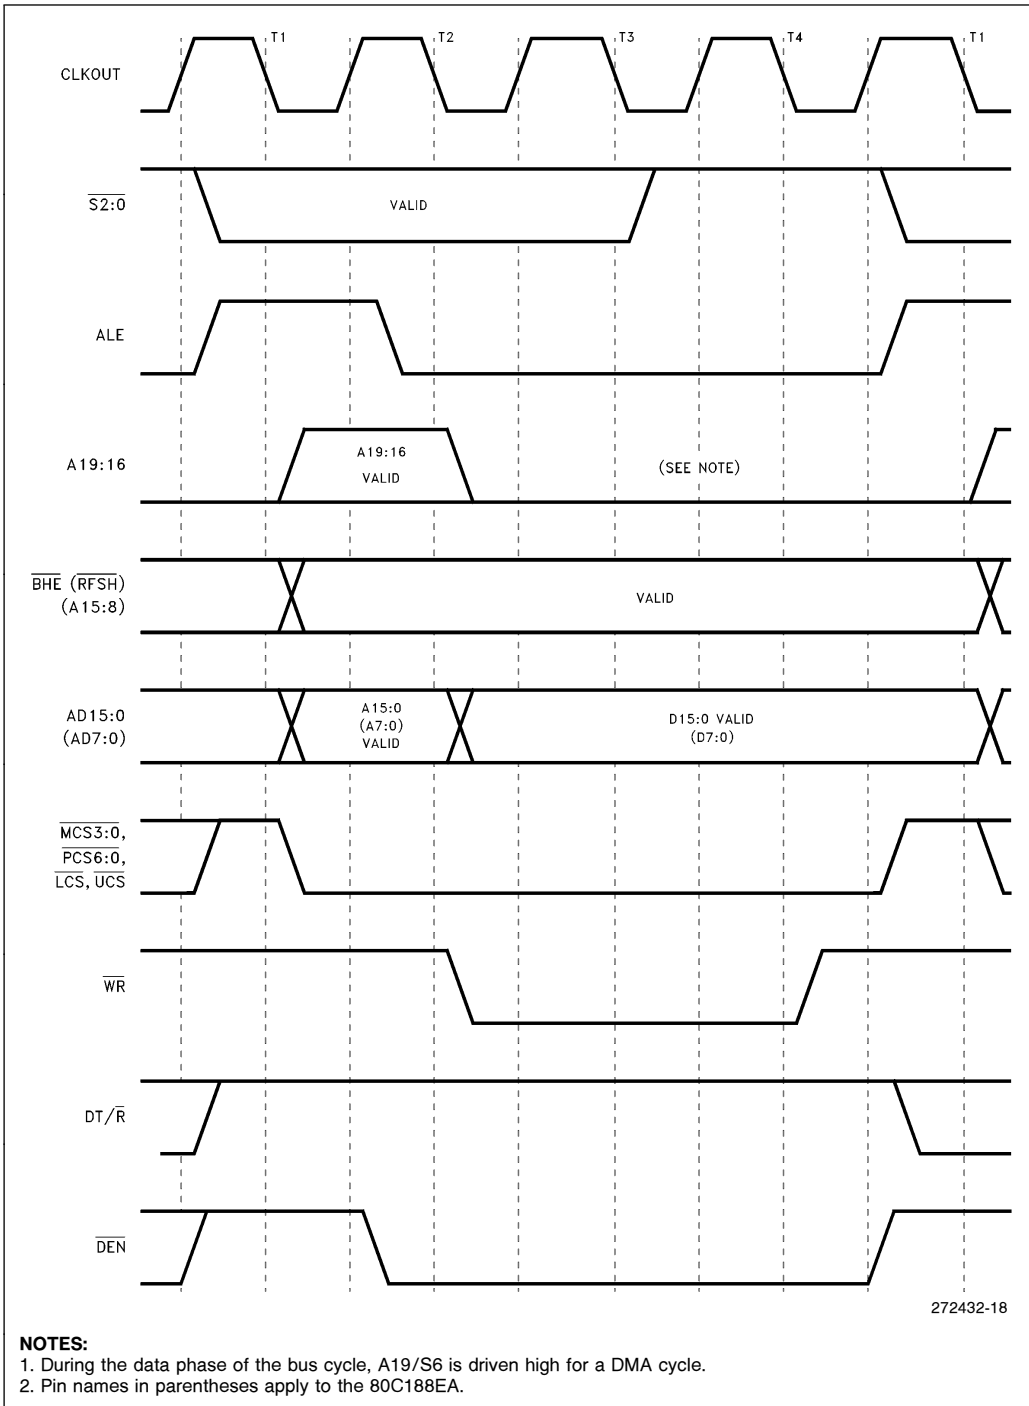 T1 T2 T3 T4 T1
CLKOUT
S2:0
VALID
ALE
A19:16
A19:16
VALID
(SEE NOTE)
BHE (RFSH)
(A15:8)
VALID
AD15:0
(AD7:0)
A15:0
(A7:0)
VALID
D15:0 VALID
(D7:0)
MCS3:0,
PCS6:0,
LCS, UCS
WR
DT/R
DEN
272432-18
NOTES:
1. During the data phase of the bus cycle, A19/S6 is driven high for a DMA cycle.
2. Pin names in parentheses apply to the 80C188EA.